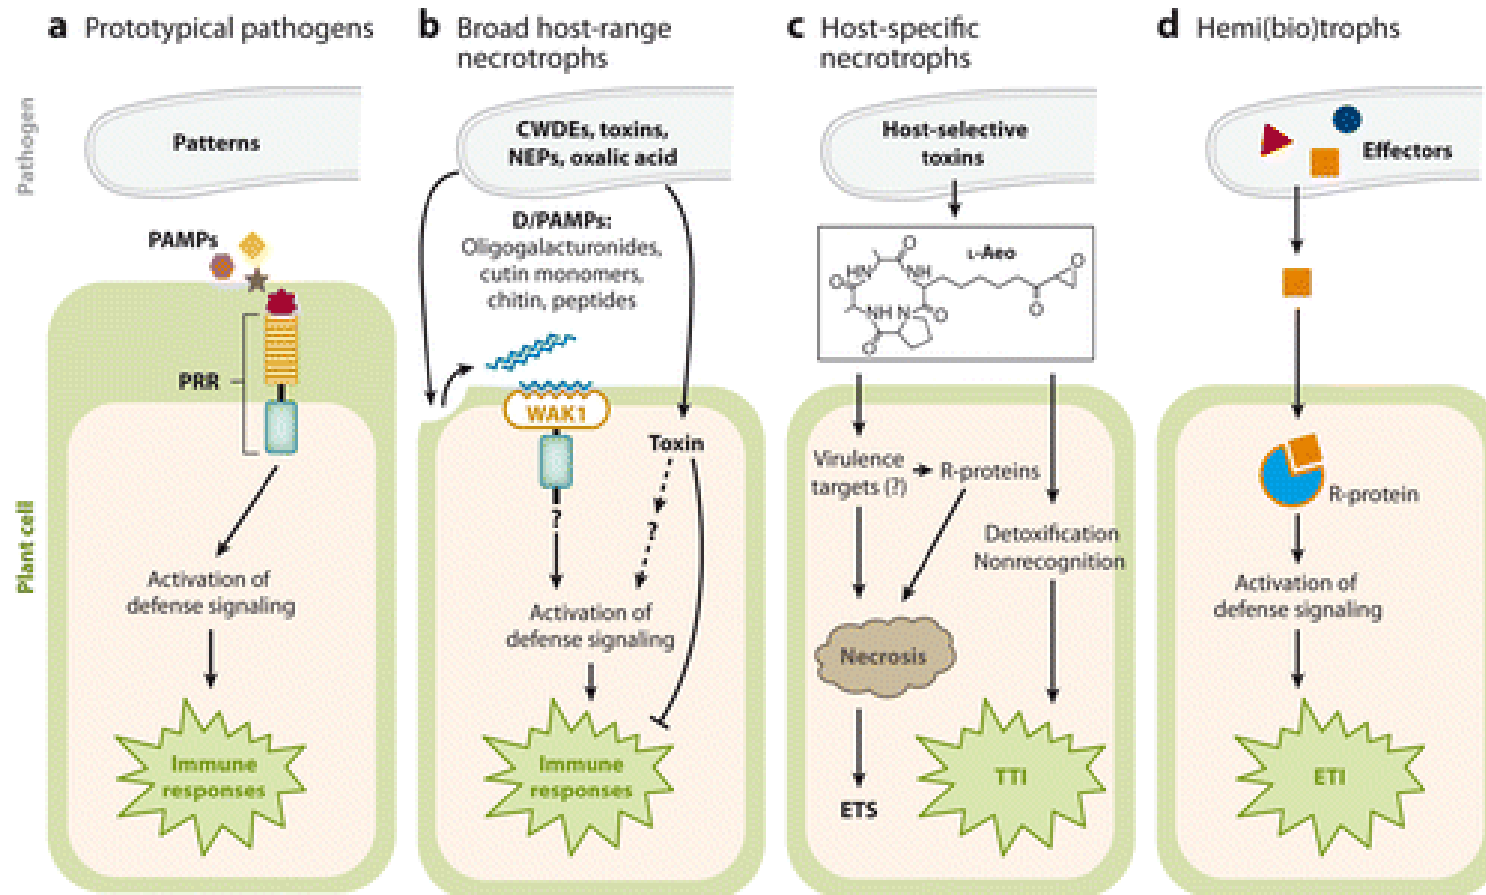 a Prototypical pathogens
b Broad host-range
necrotrophs
c Host-specific
necrotrophs
d Hemi(bio)trophs
Pathogen
Patterns
CWDEs, toxins,
NEPs, oxalic acid
Host-selective
toxins
Effectors
PAMPs
D/PAMPs:
Oligogalacturonides,
cutin monomers,
chitin, peptides
L-Aeo
HN
O
NH
O
O
NH
N
O
O
O
PRR
WAK1
Toxin
?
?
Virulence
targets (?)
R-proteins
R-protein
Detoxification
Nonrecognition
Plant cell
Activation of
defense signaling
Activation of
defense signaling
Necrosis
Activation of
defense signaling
Immune
responses
Immune
responses
ETS
TTI
ETI